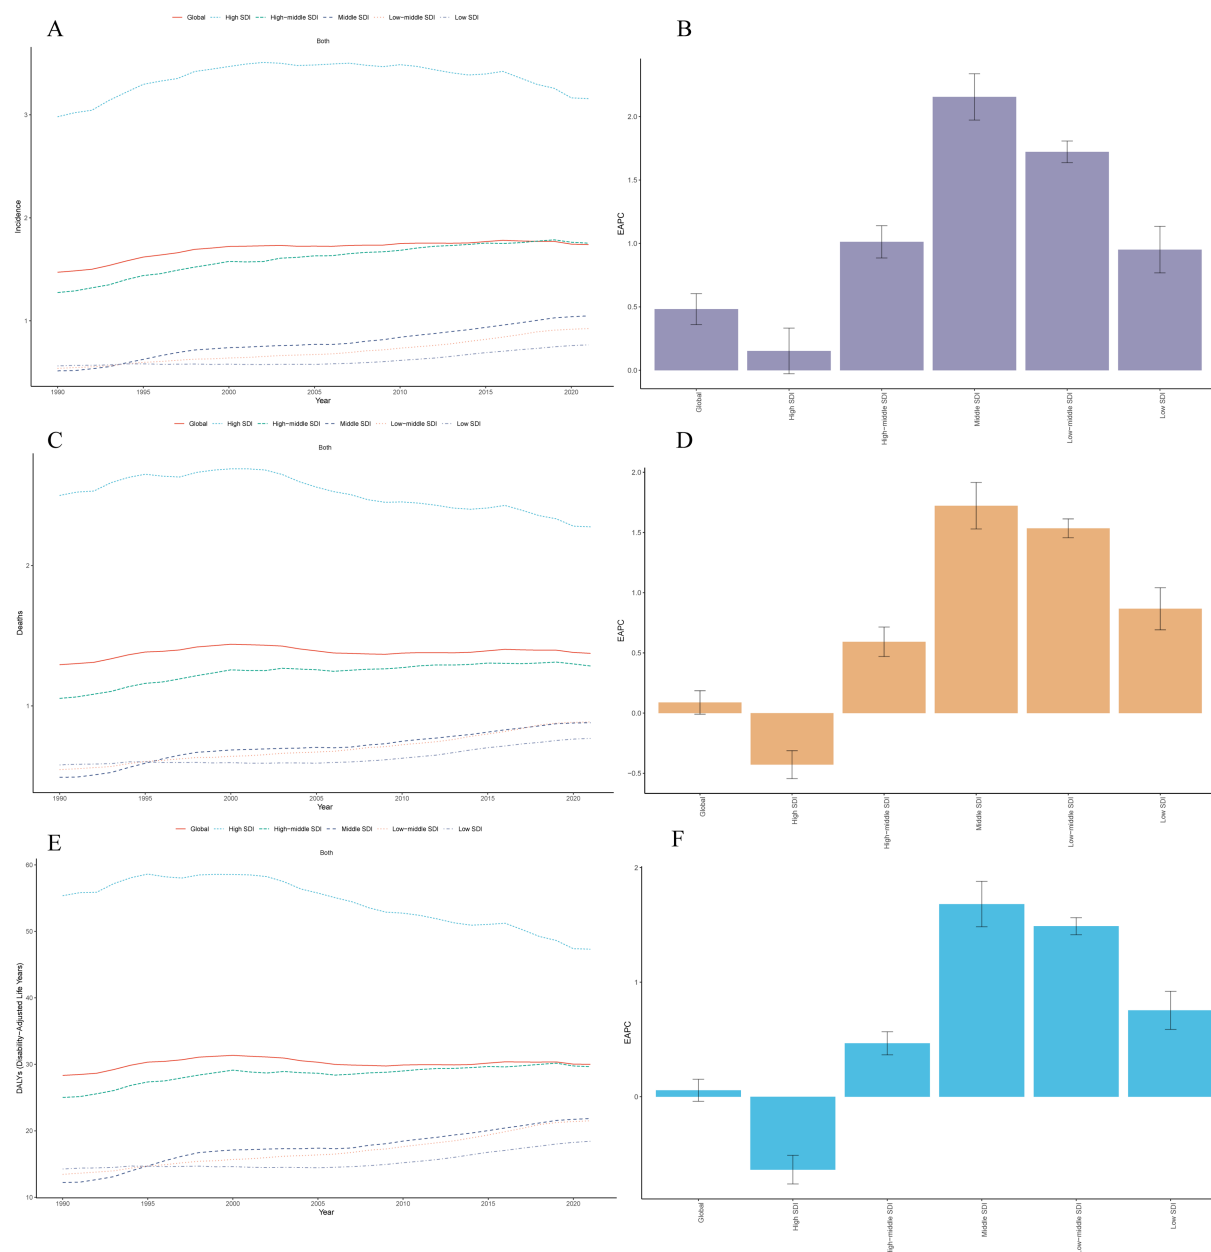 A
Global High SDI High−middle SDI Middle SDI Low−middle SDI Low SDI
Both
Incidence
3
2
1
1990 1995 2000 2005 2010 2015 2020
Year
B
EAPC
2.0
1.5
1.0
0.5
0.0
Global
High SDI
High−middle SDI
Middle SDI
Low−middle SDI
Low SDI
C
Global High SDI High−middle SDI Middle SDI Low−middle SDI Low SDI
Both
Deaths
2
1
1990 1995 2000 2005 2010 2015 2020
Year
D
EAPC
2.0
1.5
1.0
0.5
0.0
−0.5
Global
High SDI
High−middle SDI
Middle SDI
Low−middle SDI
Low SDI
E
Global High SDI High−middle SDI Middle SDI Low−middle SDI Low SDI
Both
DALYs (Disability−Adjusted Life Years)
60
50
40
30
20
10
1990 1995 2000 2005 2010 2015 2020
Year
F
EAPC
2
1
0
Global
High SDI
High−middle SDI
Middle SDI
Low−middle SDI
Low SDI